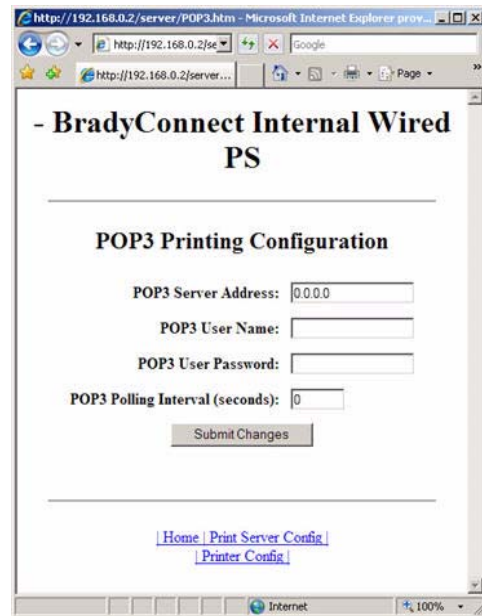 http://192.168.0.2/server/POP3.htm - Microsoft Internet Explorer prov...
http://192.168.0.2/se
Google
http://192.168.0.2/server...
Page
»
- BradyConnect Internal Wired
PS
POP3 Printing Configuration
POP3 Server Address: 0.0.0.0
POP3 User Name:
POP3 User Password:
POP3 Polling Interval (seconds): 0
Submit Changes
| Home | Print Server Config |
| Printer Config |
Internet
100%